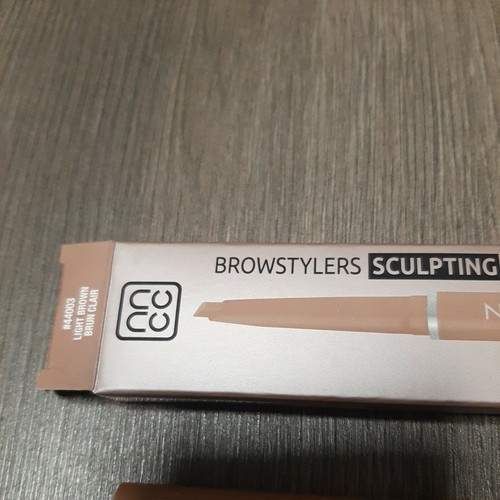 BROWSTYLERS SCULPTING
#44003
LIGHT BROWN
BRUN CLAIR